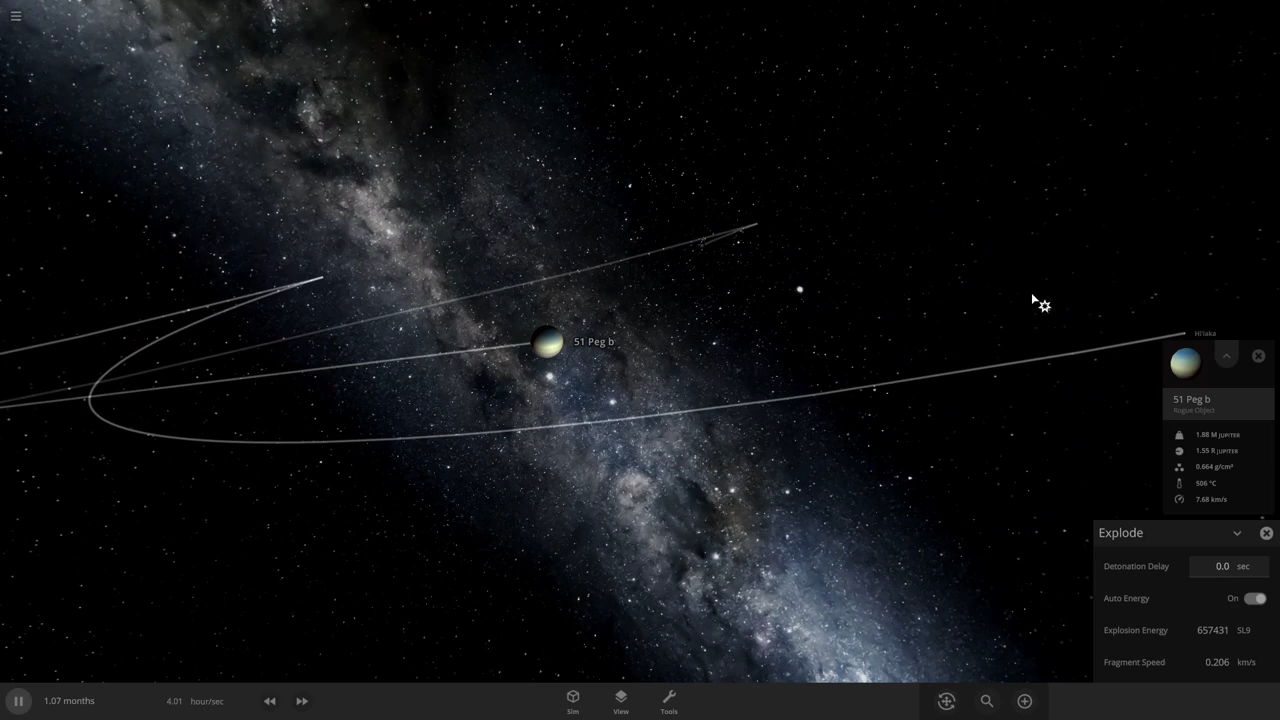 51 Peg b
Hi'iaka
51 Peg b
Rogue Object
1.88 M JUPITER
1.55 R JUPITER
0.664 g/cm³
506 °C
7.68 km/s
Explode
Detonation Delay 0.0 sec
Auto Energy On
Explosion Energy 657431 SL9
Fragment Speed 0.206 km/s
1.07 months 4.01 hour/sec
Sim View Tools